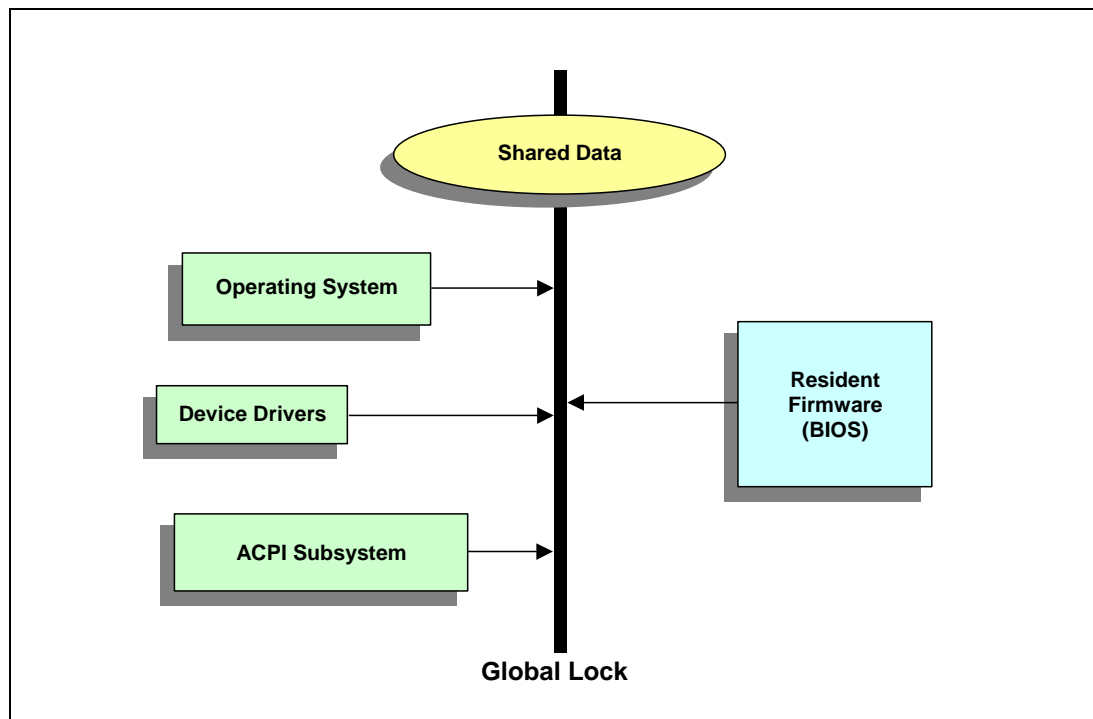 Shared Data
Operating System
Device Drivers
Resident
Firmware
(BIOS)
ACPI Subsystem
Global Lock